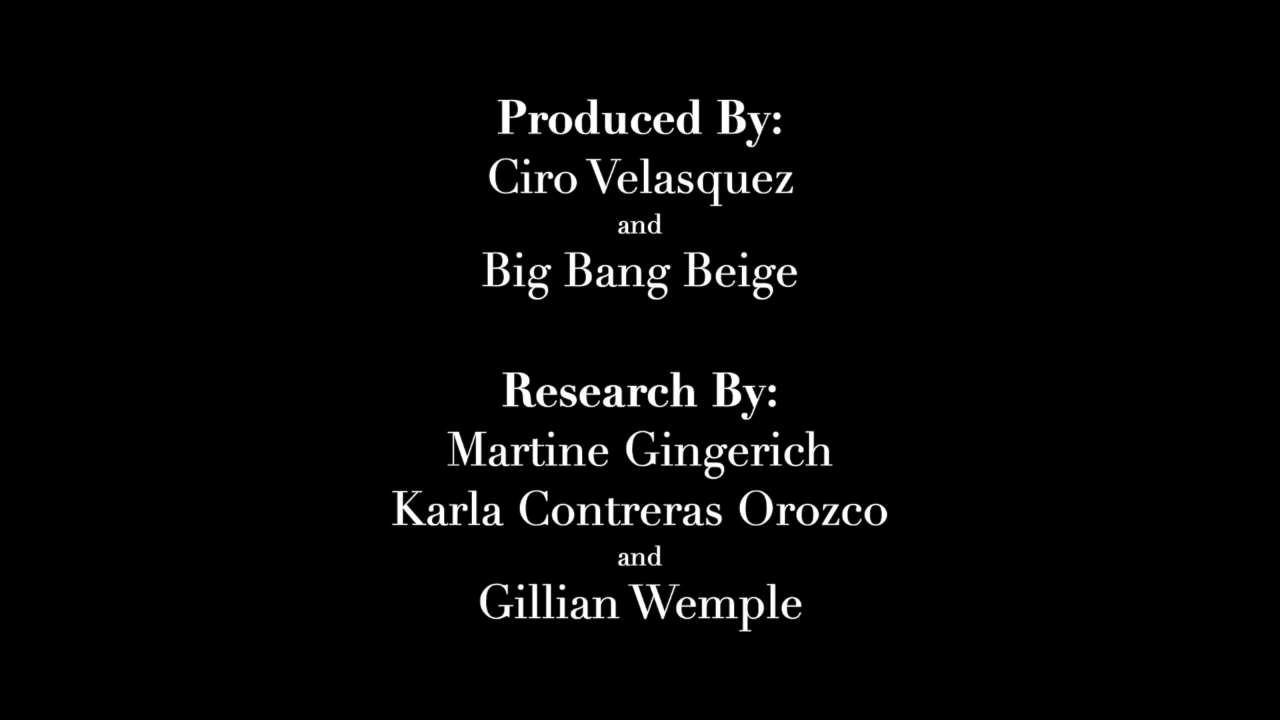 Produced By:
Ciro Velasquez
and
Big Bang Beige
Research By:
Martine Gingerich
Karla Contreras Orozco
and
Gillian Wemple